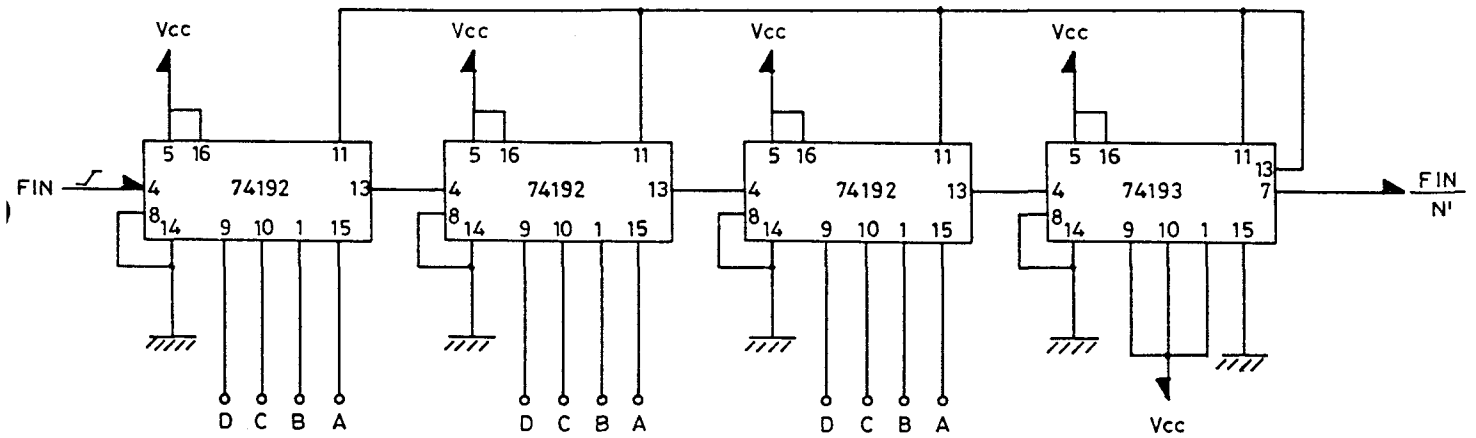 Vcc Vcc Vcc Vcc
5 16 11 5 16 11 5 16 11 5 16 11
13
FIN 4 74192 13 4 74192 13 4 74192 13 4 74193 7 FIN
N'
)
8 8 8 8
14 9 10 1 15 14 9 10 1 15 14 9 10 1 15 14 9 10 1 15
D C B A D C B A D C B A Vcc